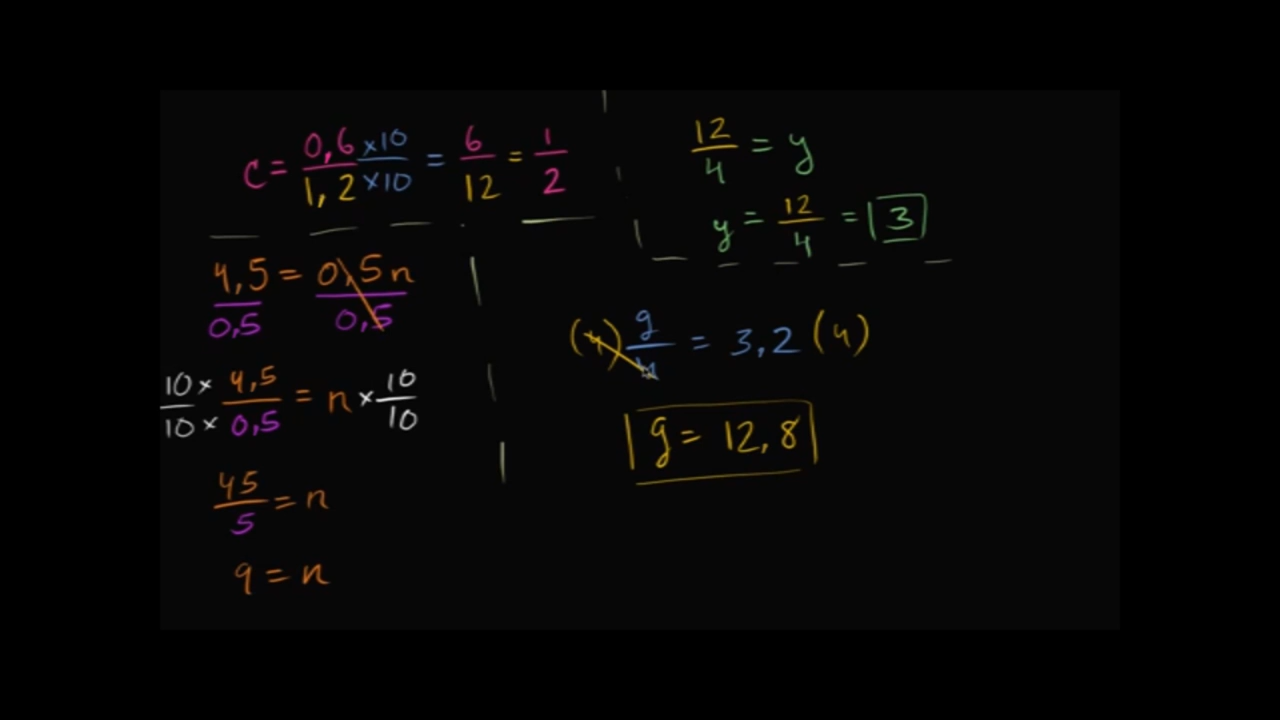 c = 0,6/1,2 ×10/×10 = 6/12 = 1/2
12/4 = y
y = 12/4 = 3
4,5/0,5 = 0,5n/0,5
10/10 × 4,5/0,5 = n × 10/10
45/5 = n
9 = n
(4) g/4 = 3,2 (4)
g = 12,8